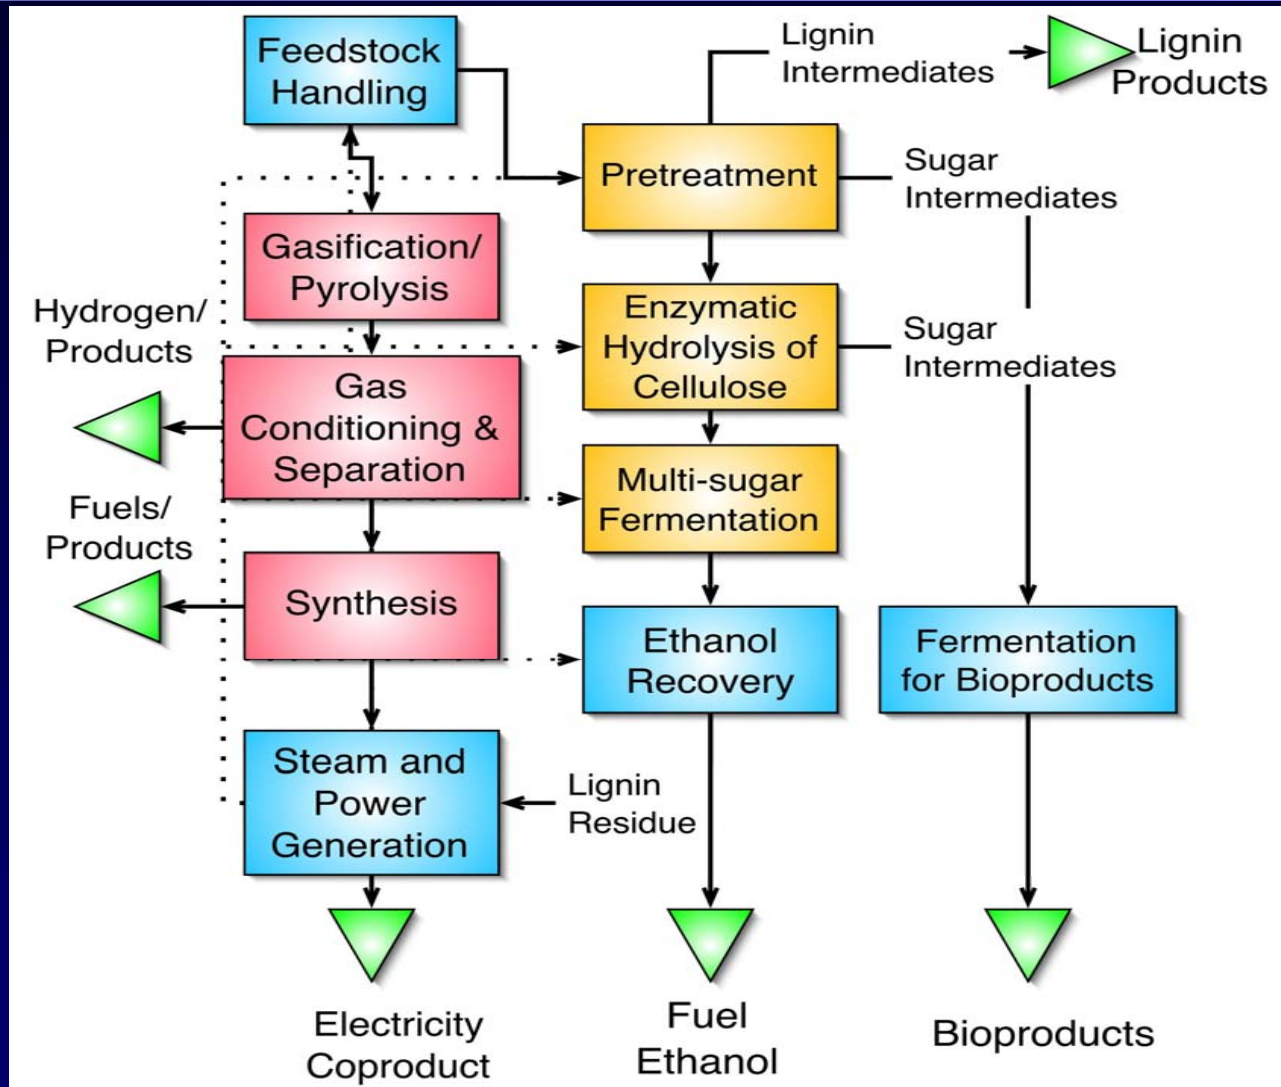 Feedstock
Handling
Lignin
Intermediates
Lignin
Products
Pretreatment
Sugar
Intermediates
Gasification/
Pyrolysis
Hydrogen/
Products
Enzymatic
Hydrolysis of
Cellulose
Sugar
Intermediates
Gas
Conditioning &
Separation
Multi-sugar
Fermentation
Fuels/
Products
Synthesis
Ethanol
Recovery
Fermentation
for Bioproducts
Steam and
Power
Generation
Lignin
Residue
Electricity
Coproduct
Fuel
Ethanol
Bioproducts